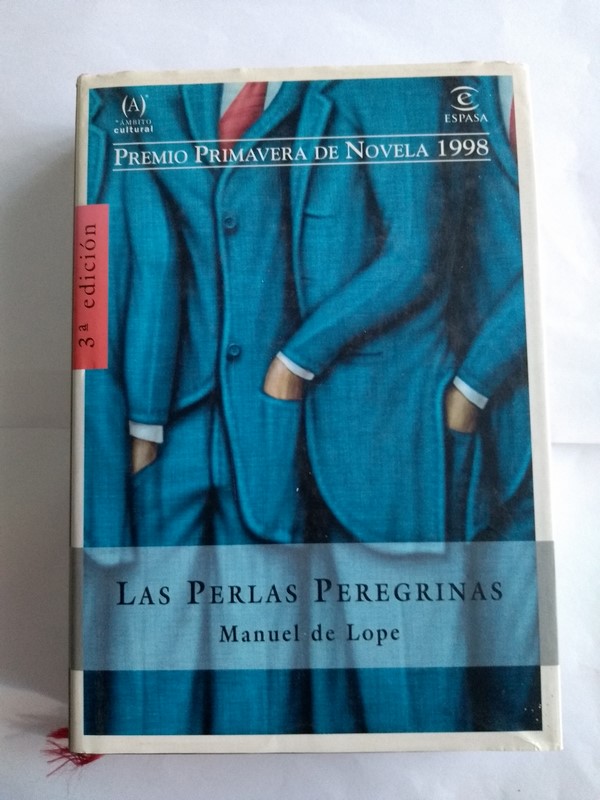 (A)
ÁMBITO
cultural
ESPASA
PREMIO PRIMAVERA DE NOVELA 1998
3ª edición
LAS PERLAS PEREGRINAS
Manuel de Lope